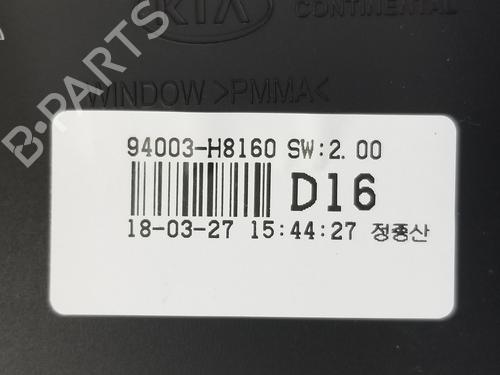 KIA
CONTINENTAL
WINDOW >PMMA<
94003-H8160 SW:2.00
D16
18-03-27 15:44:27 정종산
B-PARTS